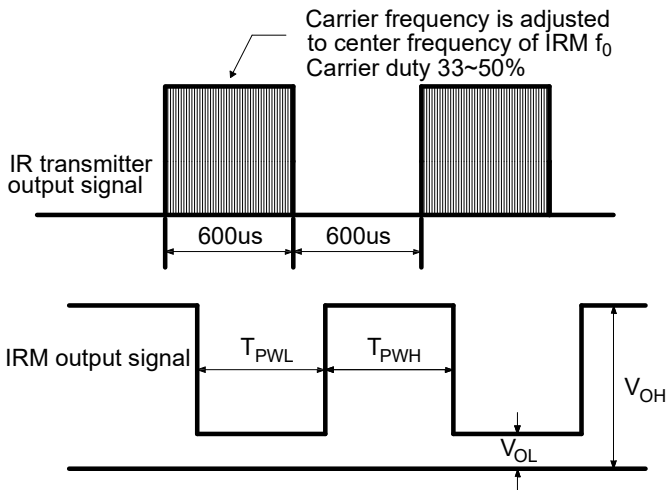 Carrier frequency is adjusted
to center frequency of IRM f0
Carrier duty 33~50%
IR transmitter
output signal
600us
600us
IRM output signal
TPWL
TPWH
VOH
VOL